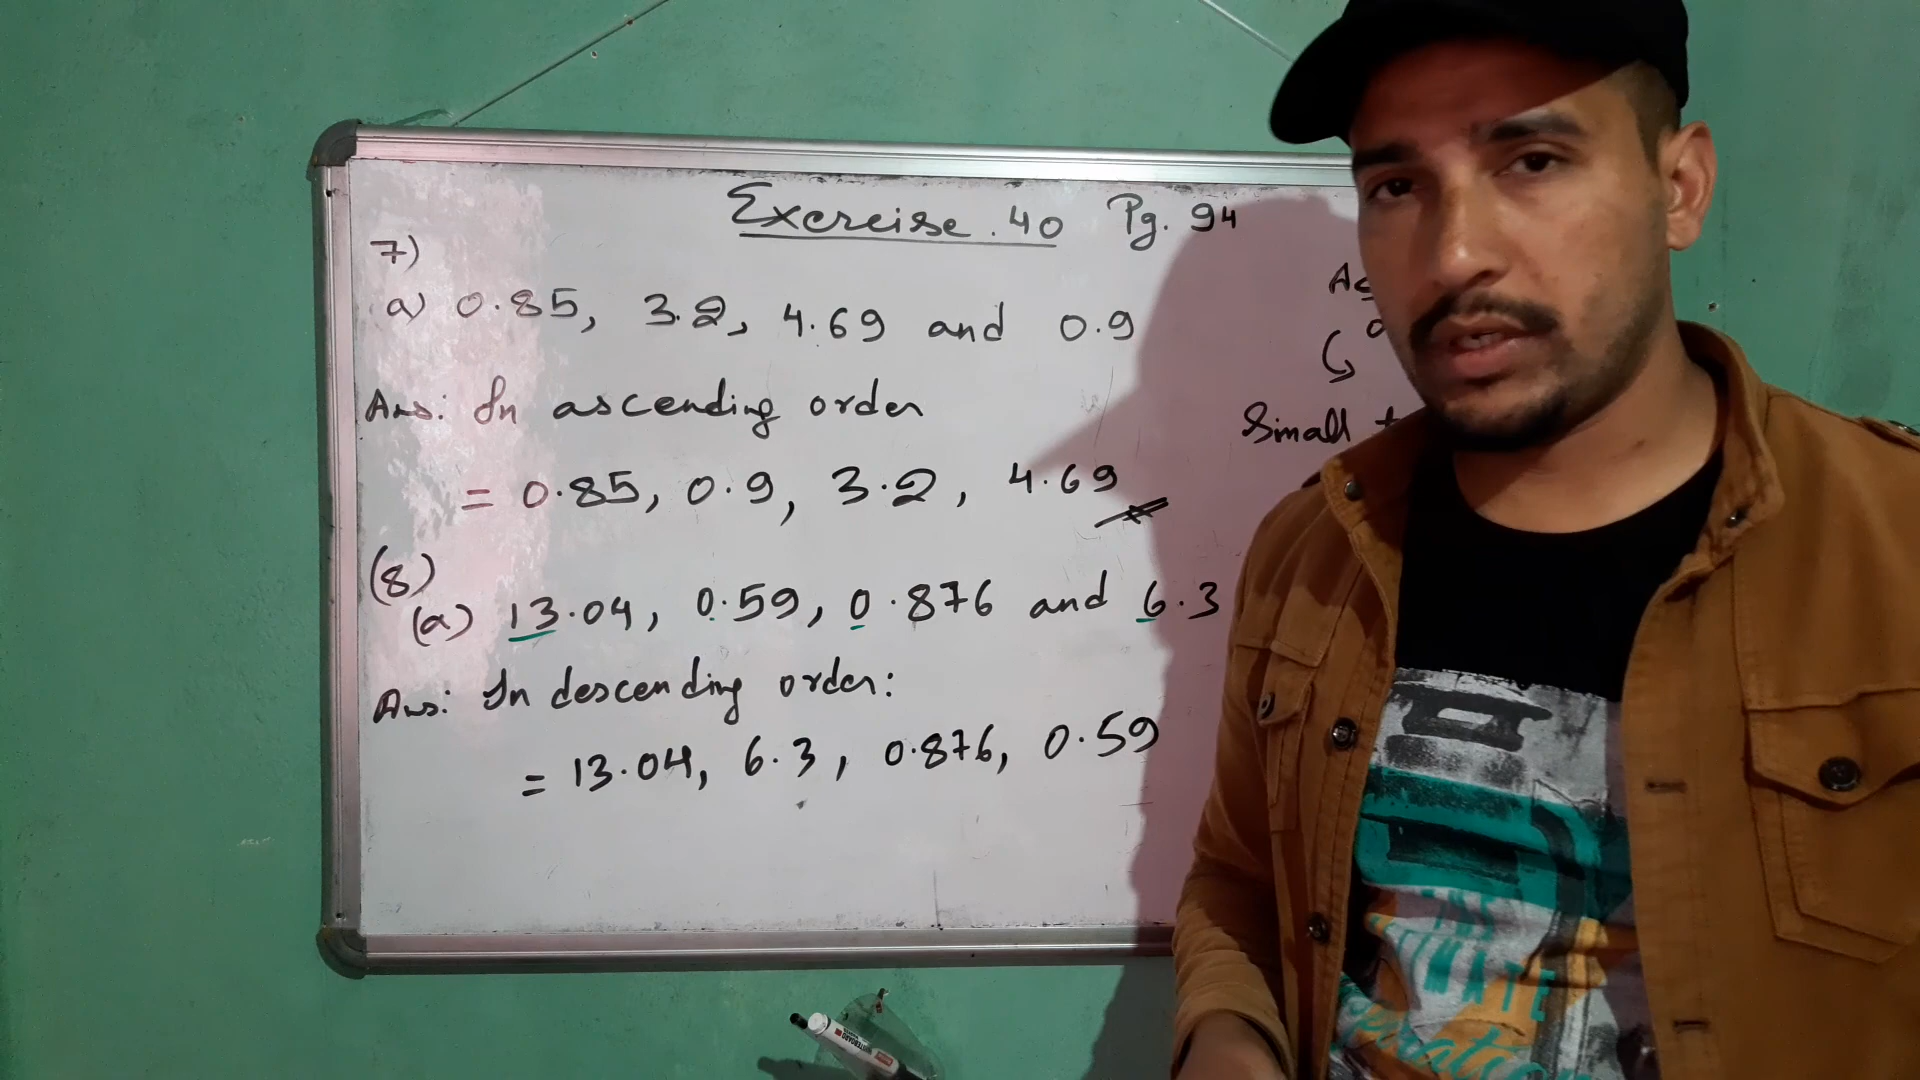 Exercise. 40 Pg. 94
7)
a) 0.85, 3.2, 4.69 and 0.9
Ans: In ascending order
= 0.85, 0.9, 3.2, 4.69
(8)
(a) 13.04, 0.59, 0.876 and 6.3
Ans: In descending order:
= 13.04, 6.3, 0.876, 0.59
Small
THE